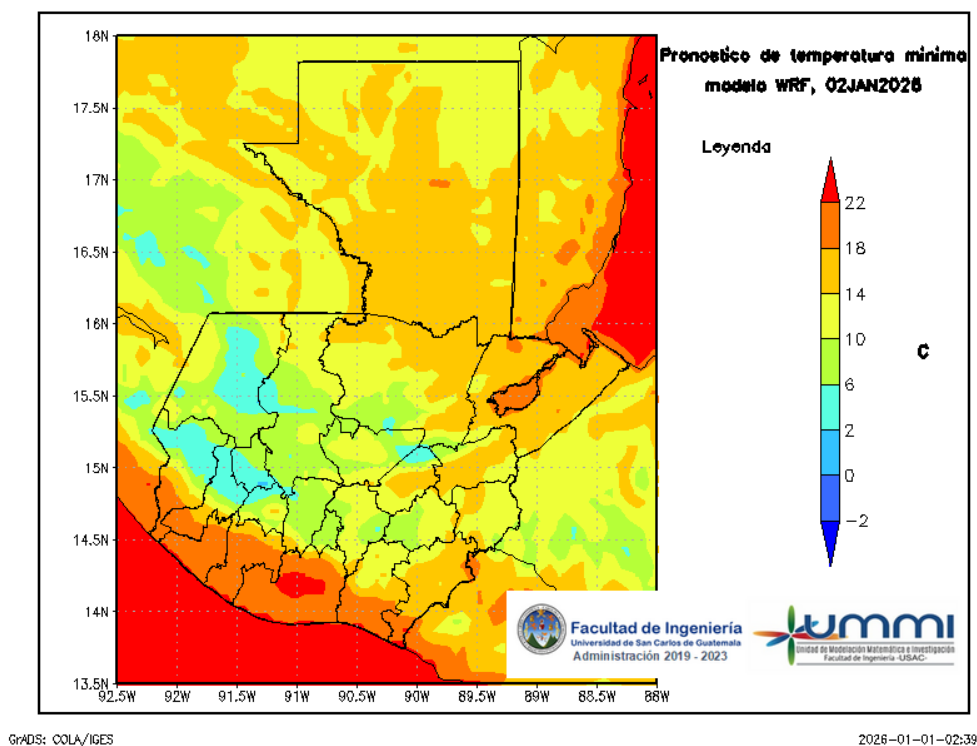 Pronostico de temperatura minima
modelo WRF, 02JAN2026
Leyenda
22
18
14
10
6
2
0
-2
C
18N
17.5N
17N
16.5N
16N
15.5N
15N
14.5N
14N
13.5N
92.5W
92W
91.5W
91W
90.5W
90W
89.5W
89W
88.5W
88W
Facultad de Ingeniería
Universidad de San Carlos de Guatemala
Administración 2019 - 2023
ummi
Unidad de Modelación Matemática e Investigación
Facultad de Ingeniería -USAC-
GrADS: COLA/IGES
2026-01-01-02:39